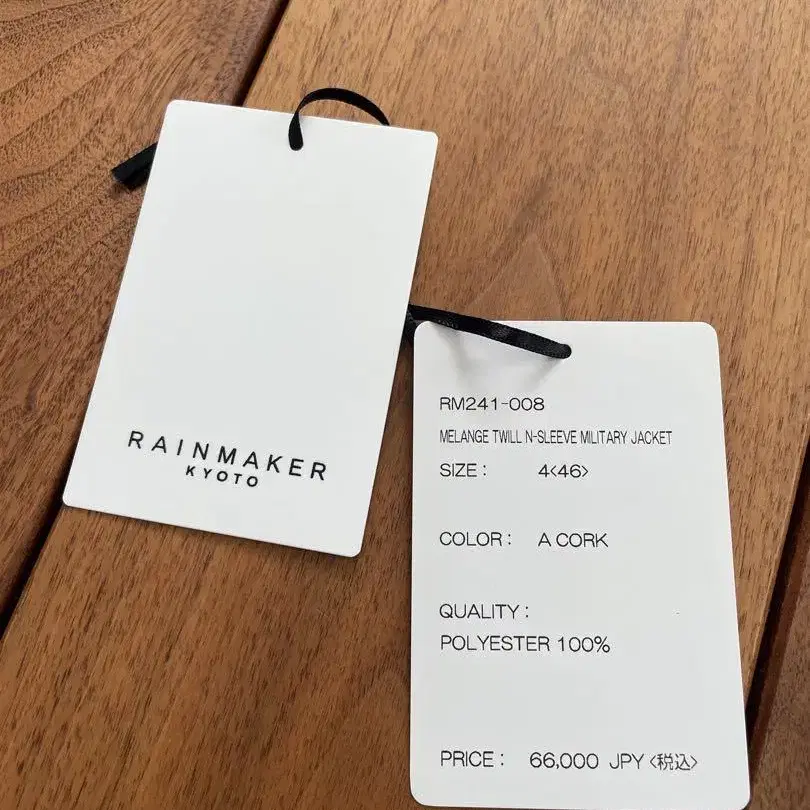 RAINMAKER
KYOTO
RM241-008
MELANGE TWILL N-SLEEVE MILITARY JACKET
SIZE : 4<46>
COLOR : A CORK
QUALITY :
POLYESTER 100%
PRICE : 66,000 JPY <税込>